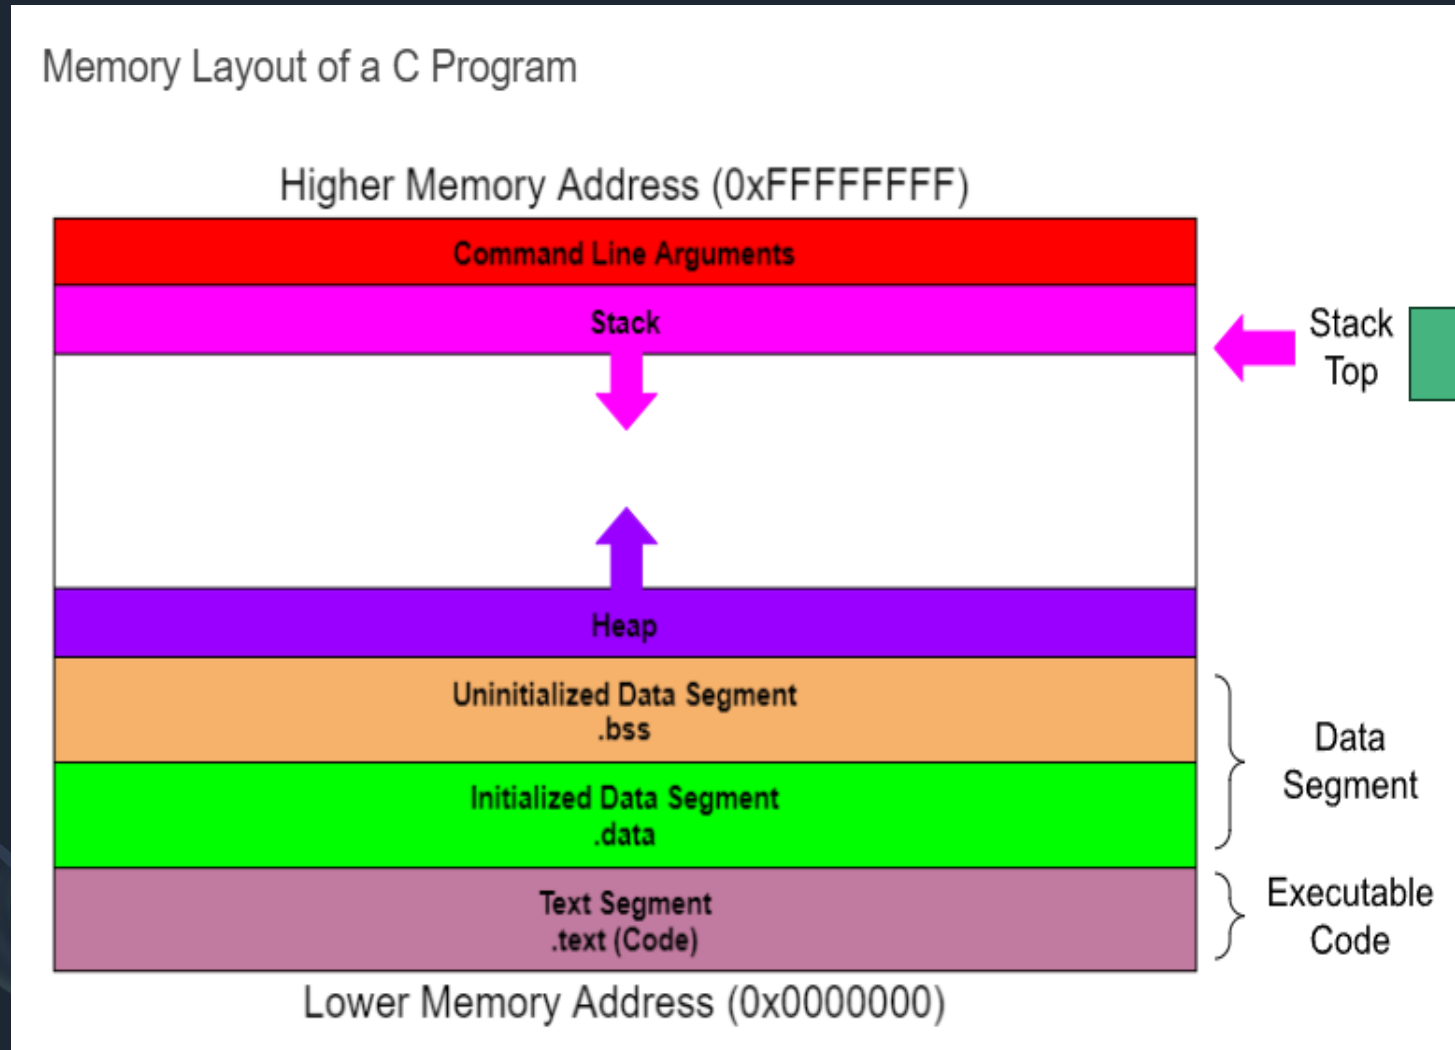 Memory Layout of a C Program
Higher Memory Address (0xFFFFFFFF)
Command Line Arguments
Stack
Stack
Top
Heap
Uninitialized Data Segment
.bss
Data
Segment
Initialized Data Segment
.data
Text Segment
.text (Code)
Executable
Code
Lower Memory Address (0x0000000)